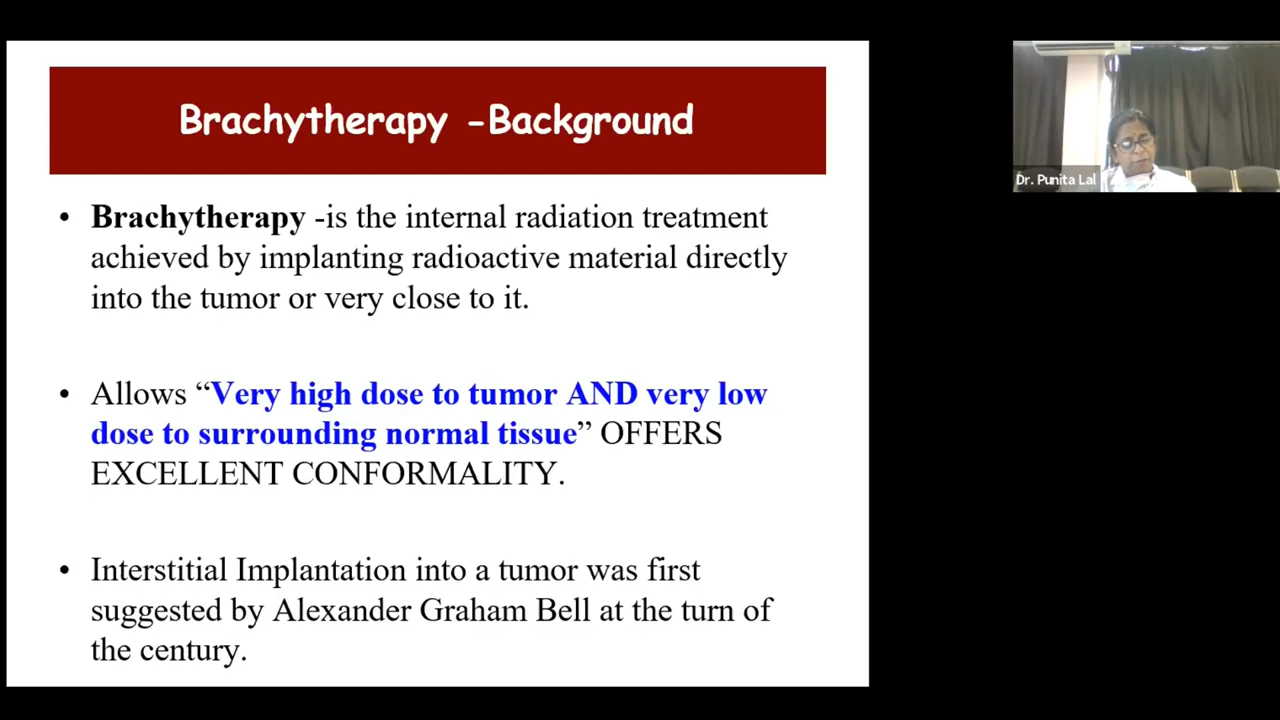 Brachytherapy -Background
• Brachytherapy -is the internal radiation treatment
achieved by implanting radioactive material directly
into the tumor or very close to it.
• Allows “Very high dose to tumor AND very low
dose to surrounding normal tissue” OFFERS
EXCELLENT CONFORMALITY.
• Interstitial Implantation into a tumor was first
suggested by Alexander Graham Bell at the turn of
the century.
Dr. Punita Lal